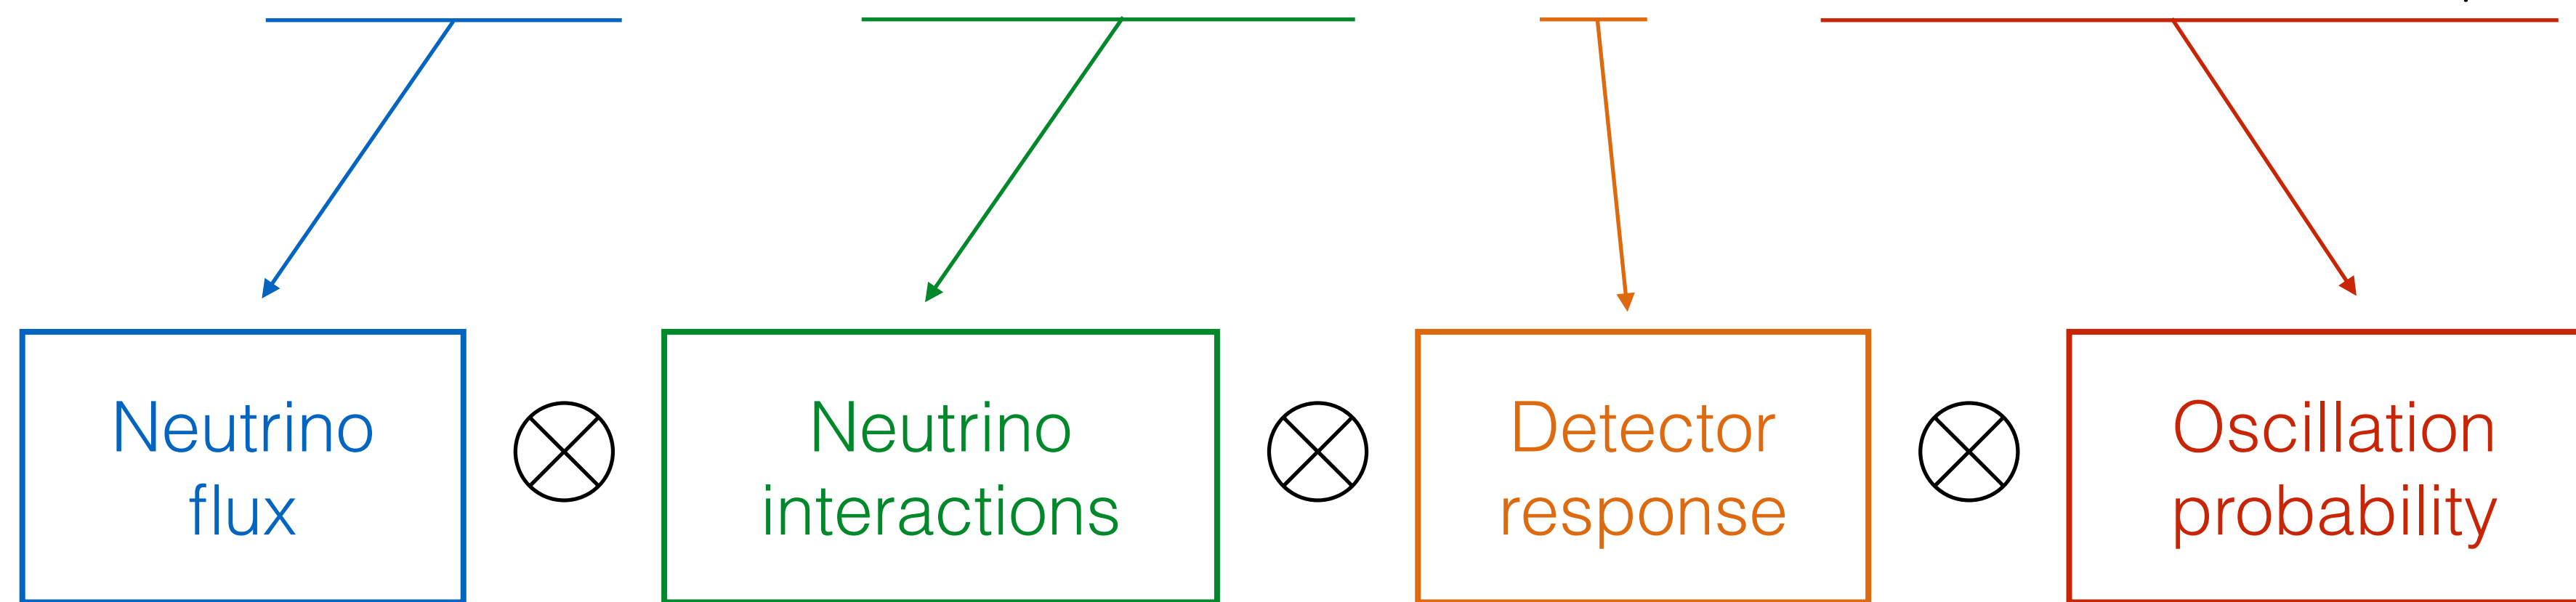 Neutrino
flux
Neutrino
interactions
Detector
response
Oscillation
probability